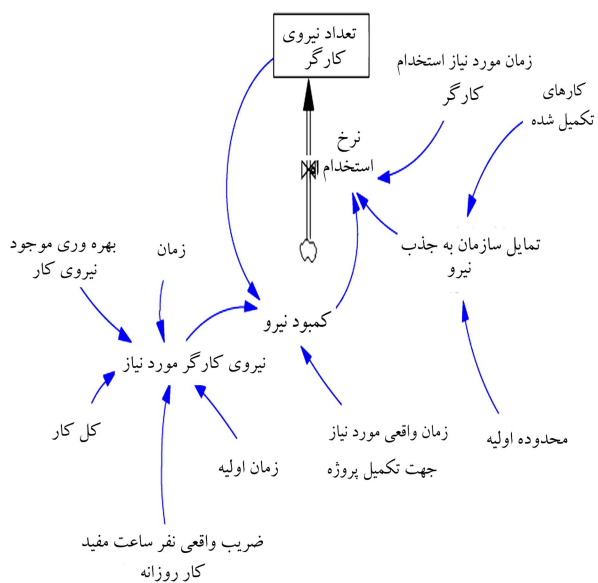 تعداد نیروی
کارگر
زمان مورد نیاز استخدام
کارگر
کارهای
تکمیل شده
نرخ
استخدام
تمایل سازمان به جذب
نیرو
بهره وری موجود
نیروی کار
زمان
کمبود نیرو
نیروی کارگر مورد نیاز
کل کار
زمان اولیه
زمان واقعی مورد نیاز
جهت تکمیل پروژه
محدوده اولیه
ضریب واقعی نفر ساعت مفید
کار روزانه